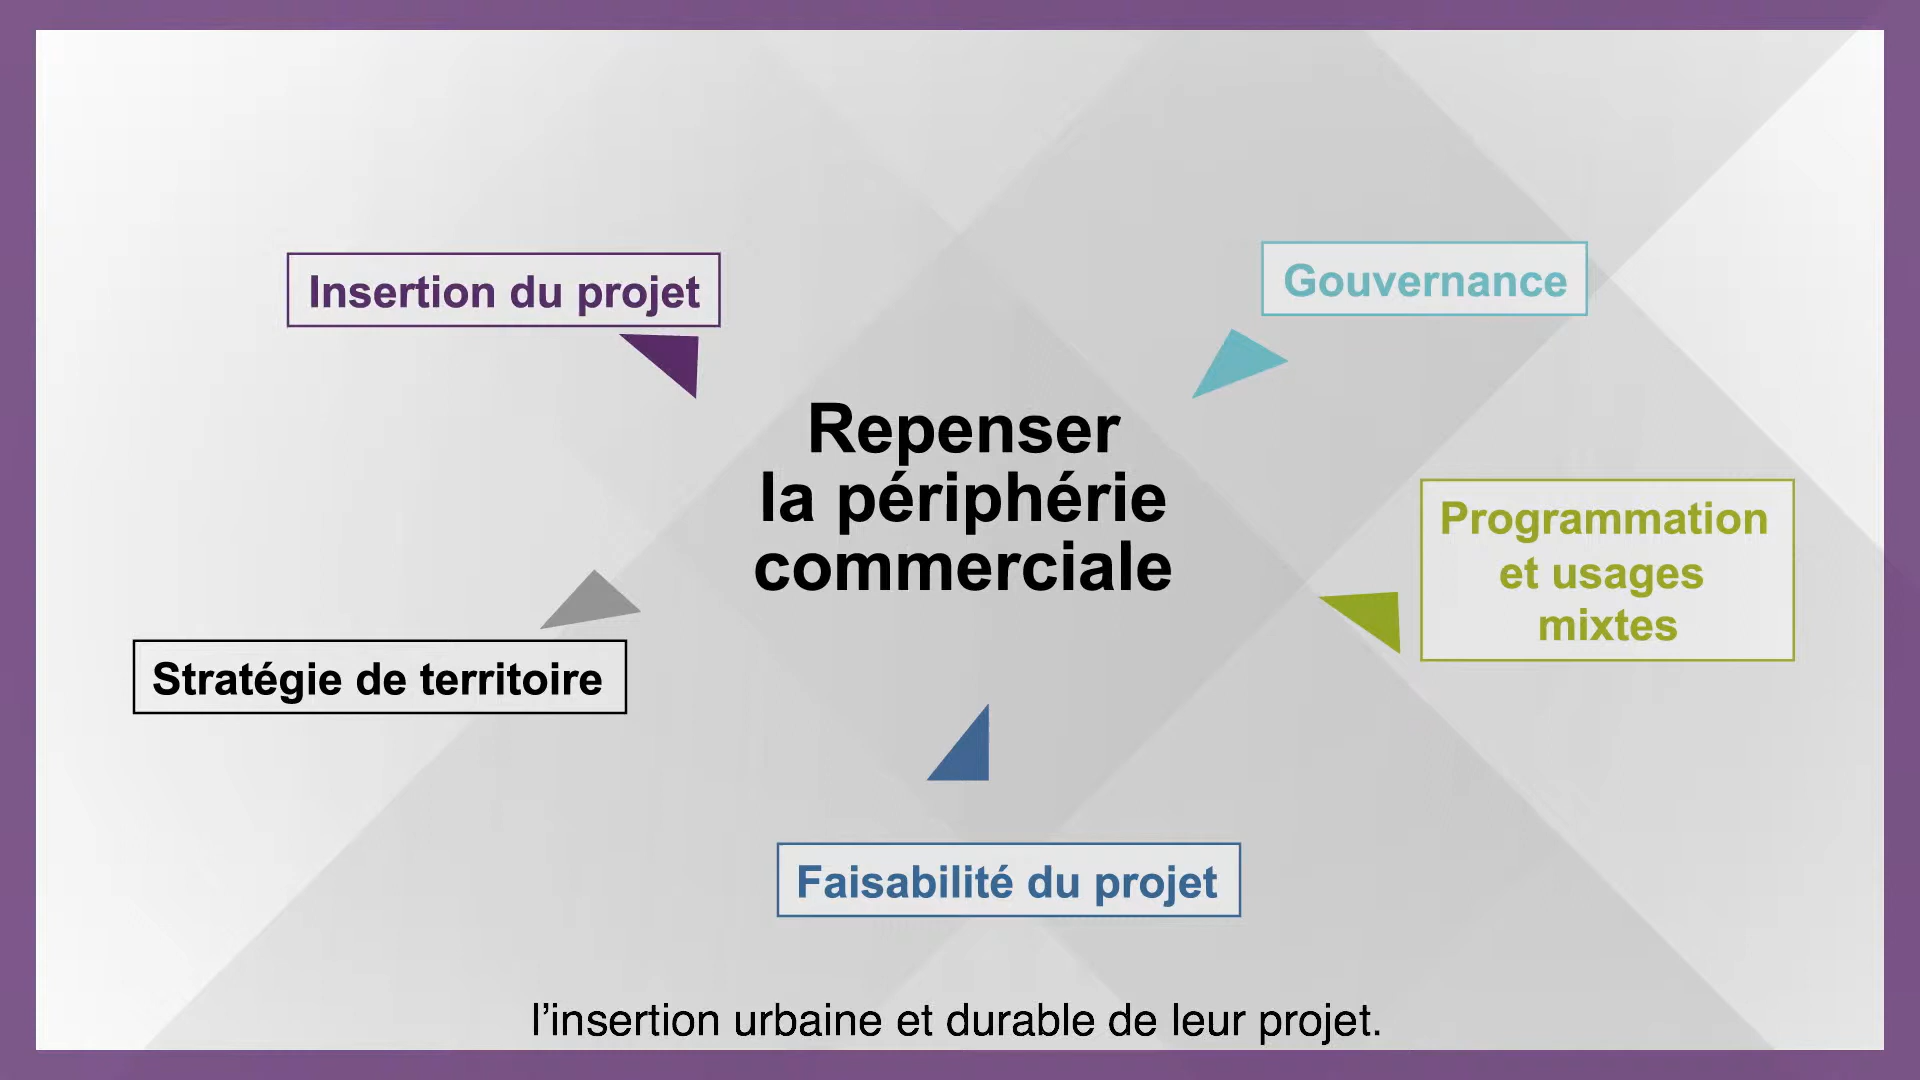 Insertion du projet
Gouvernance
Repenser
la périphérie
commerciale
Programmation
et usages
mixtes
Stratégie de territoire
Faisabilité du projet
l’insertion urbaine et durable de leur projet.